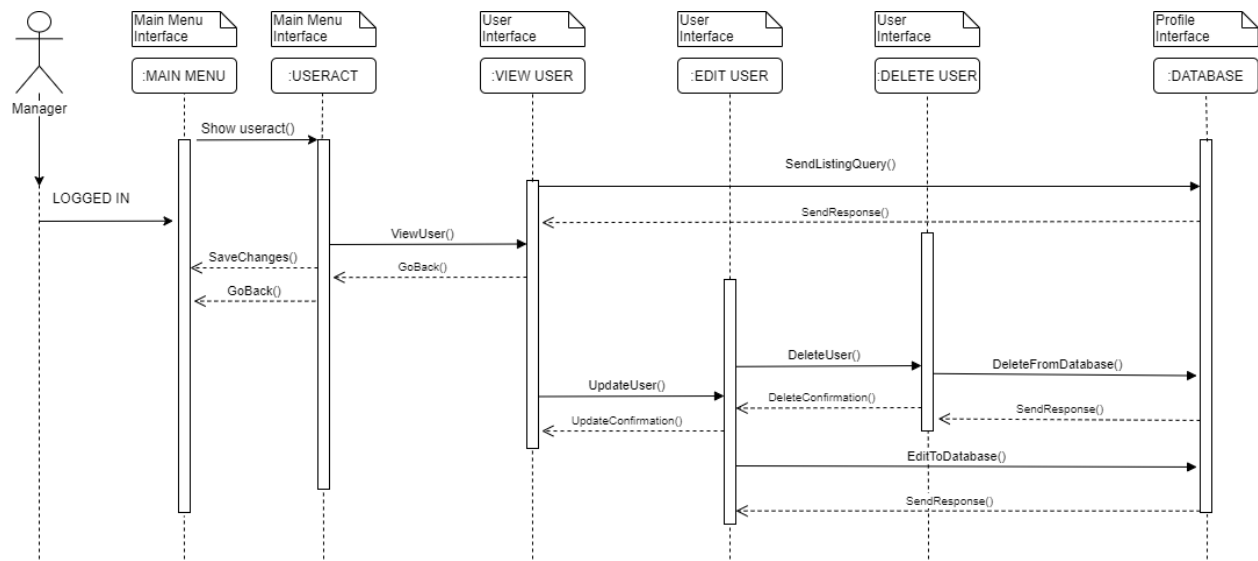 Main Menu
Interface
Main Menu
Interface
User
Interface
User
Interface
User
Interface
Profile
Interface
:MAIN MENU
:USERACT
:VIEW USER
:EDIT USER
:DELETE USER
:DATABASE
Manager
Show useract()
SendListingQuery()
LOGGED IN
SendResponse()
ViewUser()
SaveChanges()
GoBack()
GoBack()
DeleteUser()
DeleteFromDatabase()
UpdateUser()
DeleteConfirmation()
SendResponse()
UpdateConfirmation()
EditToDatabase()
SendResponse()